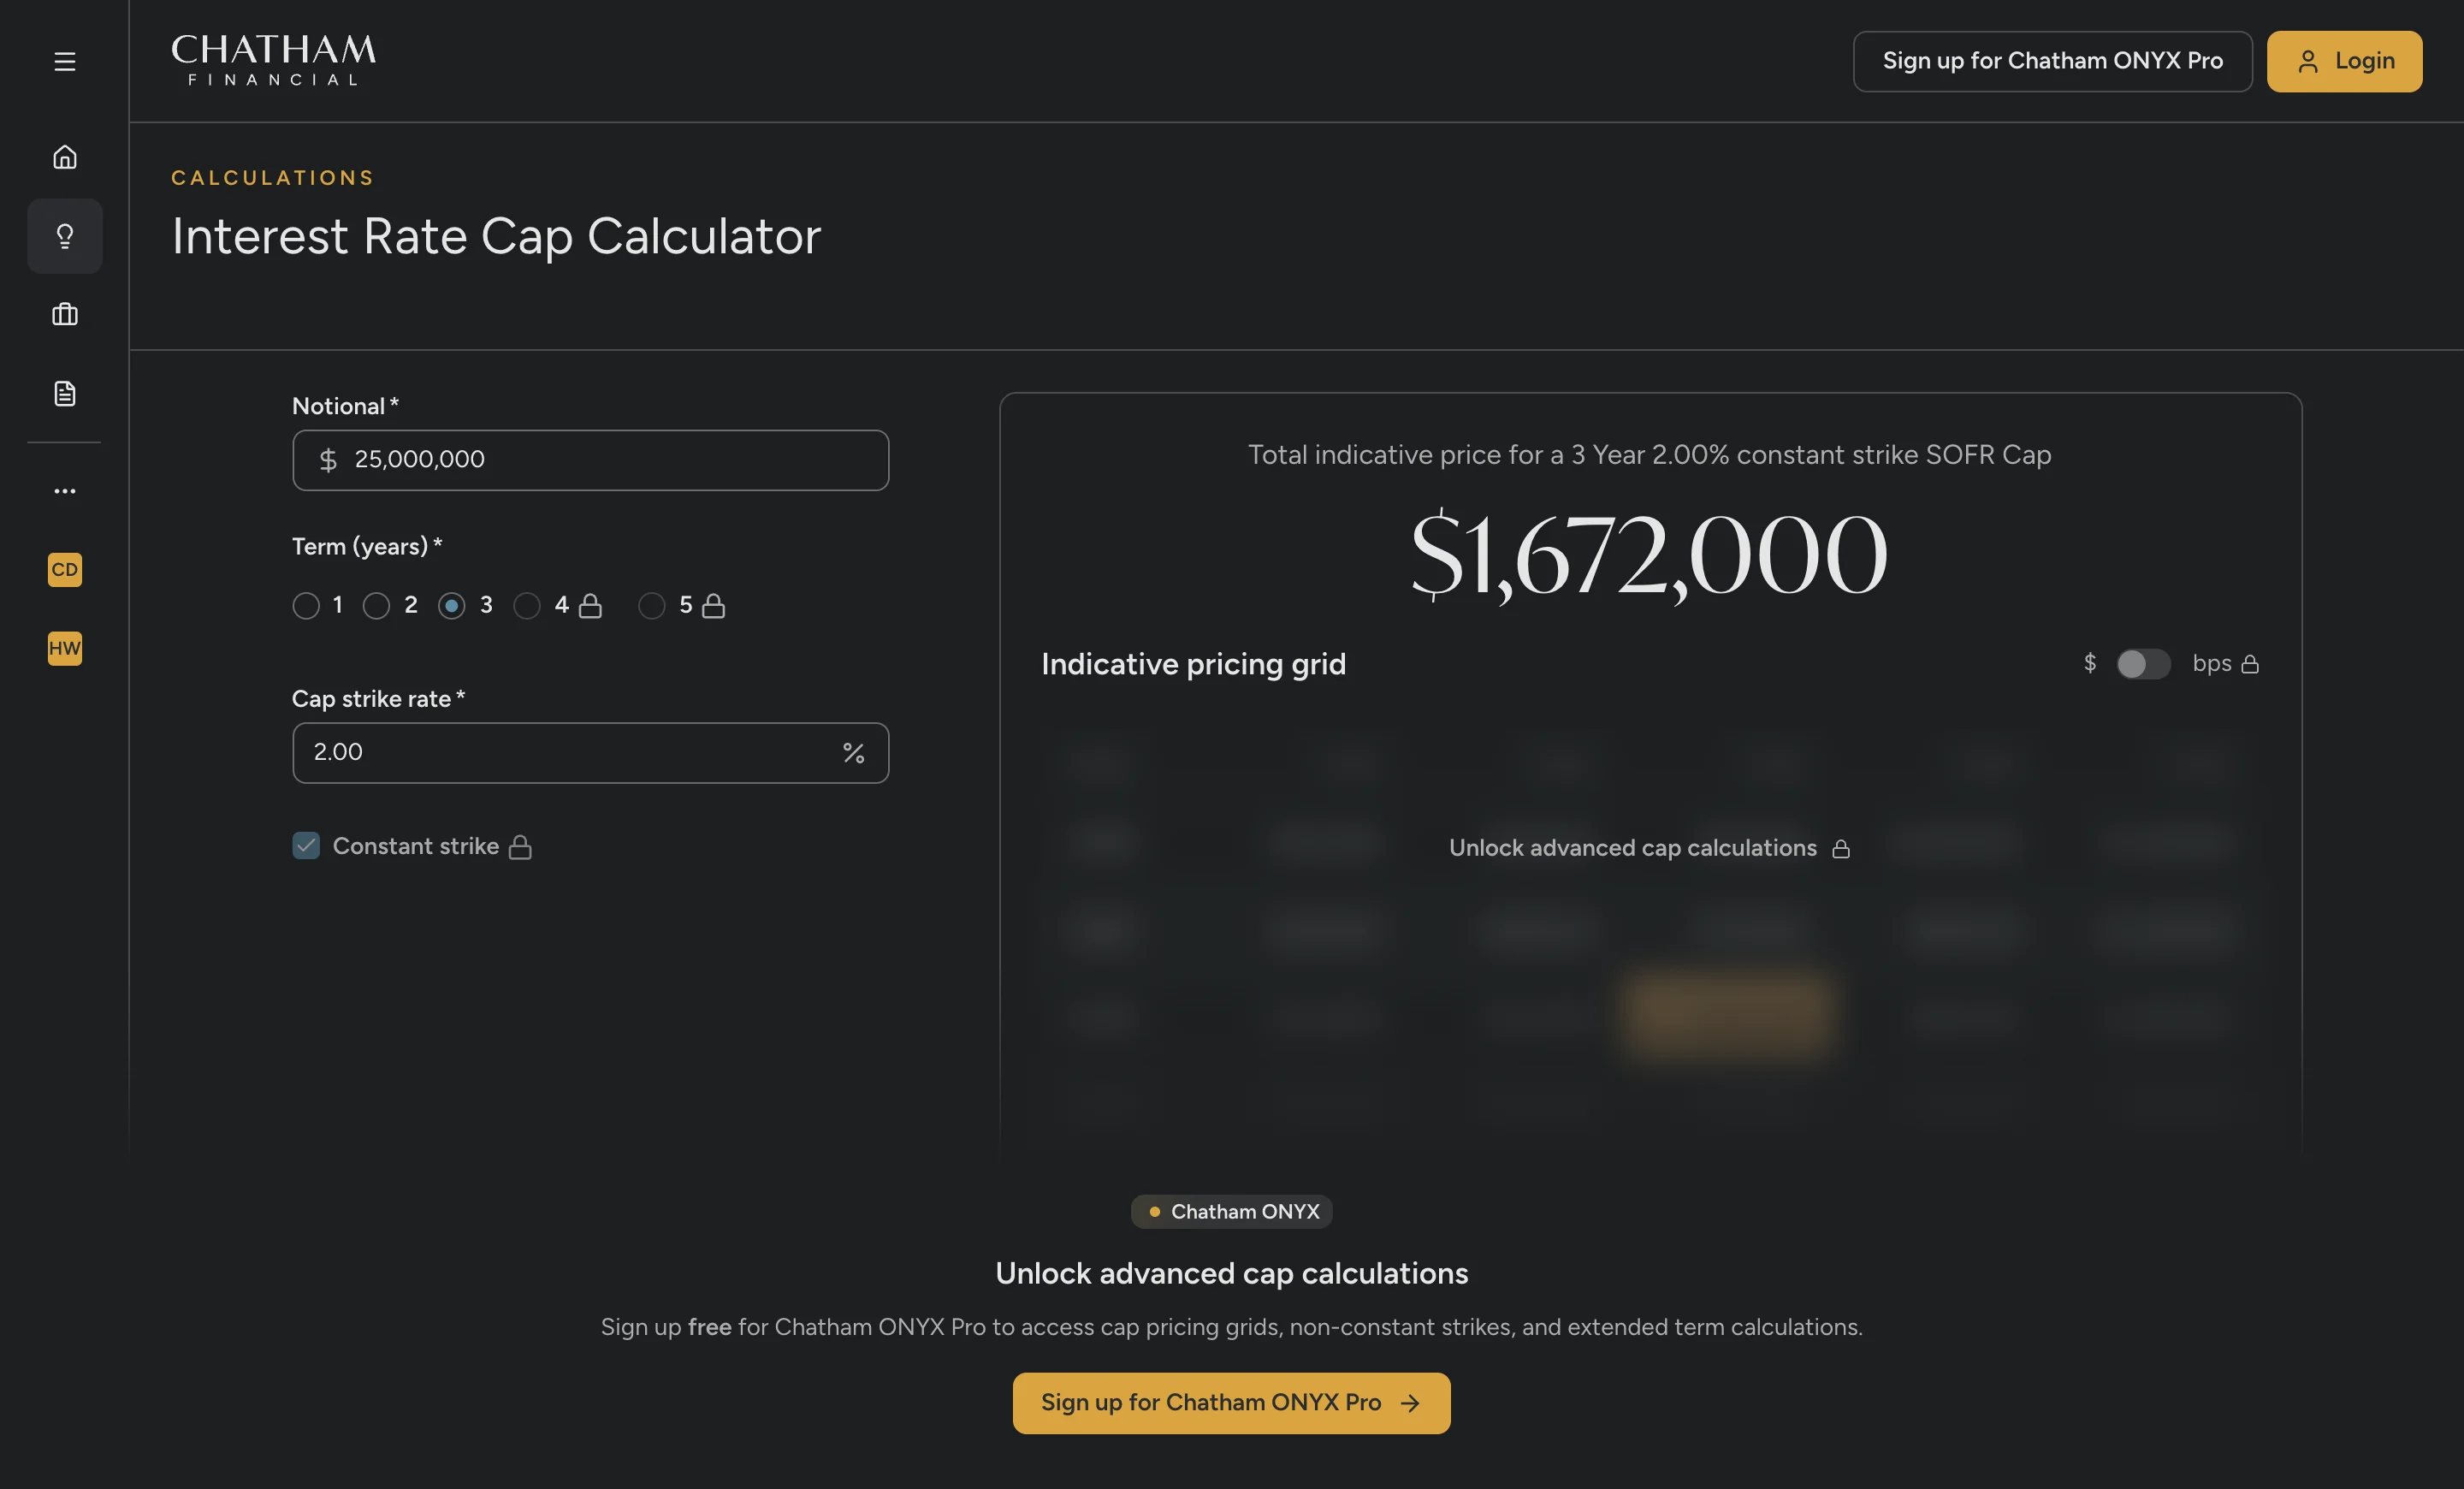 CHATHAM
FINANCIAL
Sign up for Chatham ONYX Pro
Login
CALCULATIONS
Interest Rate Cap Calculator
Notional*
$ 25,000,000
Term (years)*
1 2 3 4 5
Cap strike rate*
2.00 %
Constant strike
CD
HW
Total indicative price for a 3 Year 2.00% constant strike SOFR Cap
$1,672,000
Indicative pricing grid
$ bps
Unlock advanced cap calculations
Chatham ONYX
Unlock advanced cap calculations
Sign up free for Chatham ONYX Pro to access cap pricing grids, non-constant strikes, and extended term calculations.
Sign up for Chatham ONYX Pro